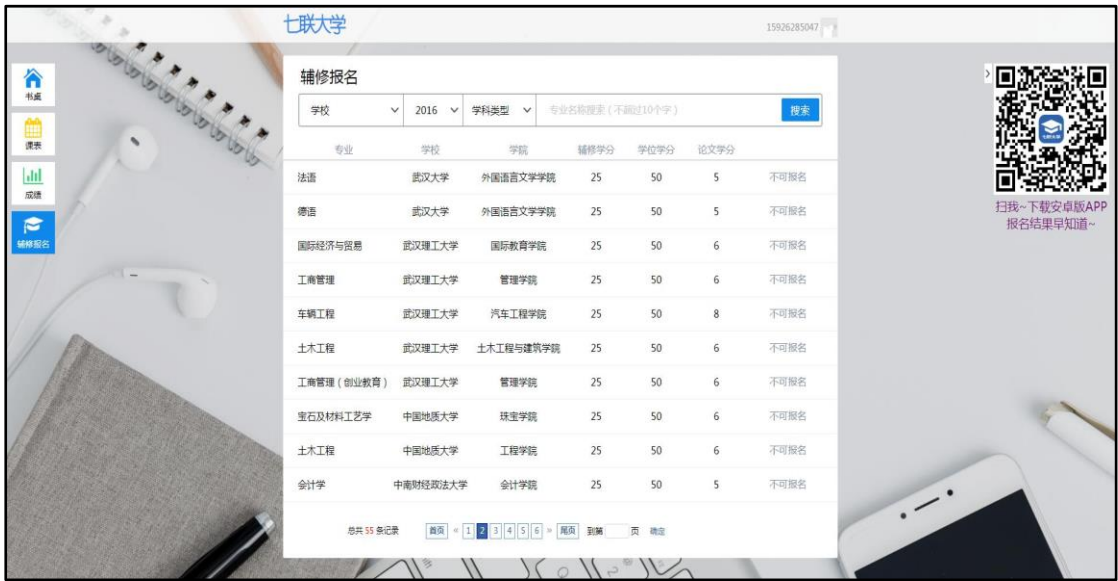 七联大学
15926285047
书桌
课表
成绩
辅修报名
辅修报名
学校 2016 学科类型 专业名称搜索(不超过10个字) 搜索
专业 学校 学院 辅修学分 学位学分 论文学分
法语 武汉大学 外国语言文学学院 25 50 5 不可报名
德语 武汉大学 外国语言文学学院 25 50 5 不可报名
国际经济与贸易 武汉理工大学 国际教育学院 25 50 6 不可报名
工商管理 武汉理工大学 管理学院 25 50 6 不可报名
车辆工程 武汉理工大学 汽车工程学院 25 50 8 不可报名
土木工程 武汉理工大学 土木工程与建筑学院 25 50 6 不可报名
工商管理(创业教育) 武汉理工大学 管理学院 25 50 6 不可报名
宝石及材料工艺学 中国地质大学 珠宝学院 25 50 6 不可报名
土木工程 中国地质大学 工程学院 25 50 6 不可报名
会计学 中南财经政法大学 会计学院 25 50 5 不可报名
总共 55 条记录 首页 « 1 2 3 4 5 6 » 尾页 到第 页 确定
七联大学
扫我~下载安卓版APP
报名结果早知道~